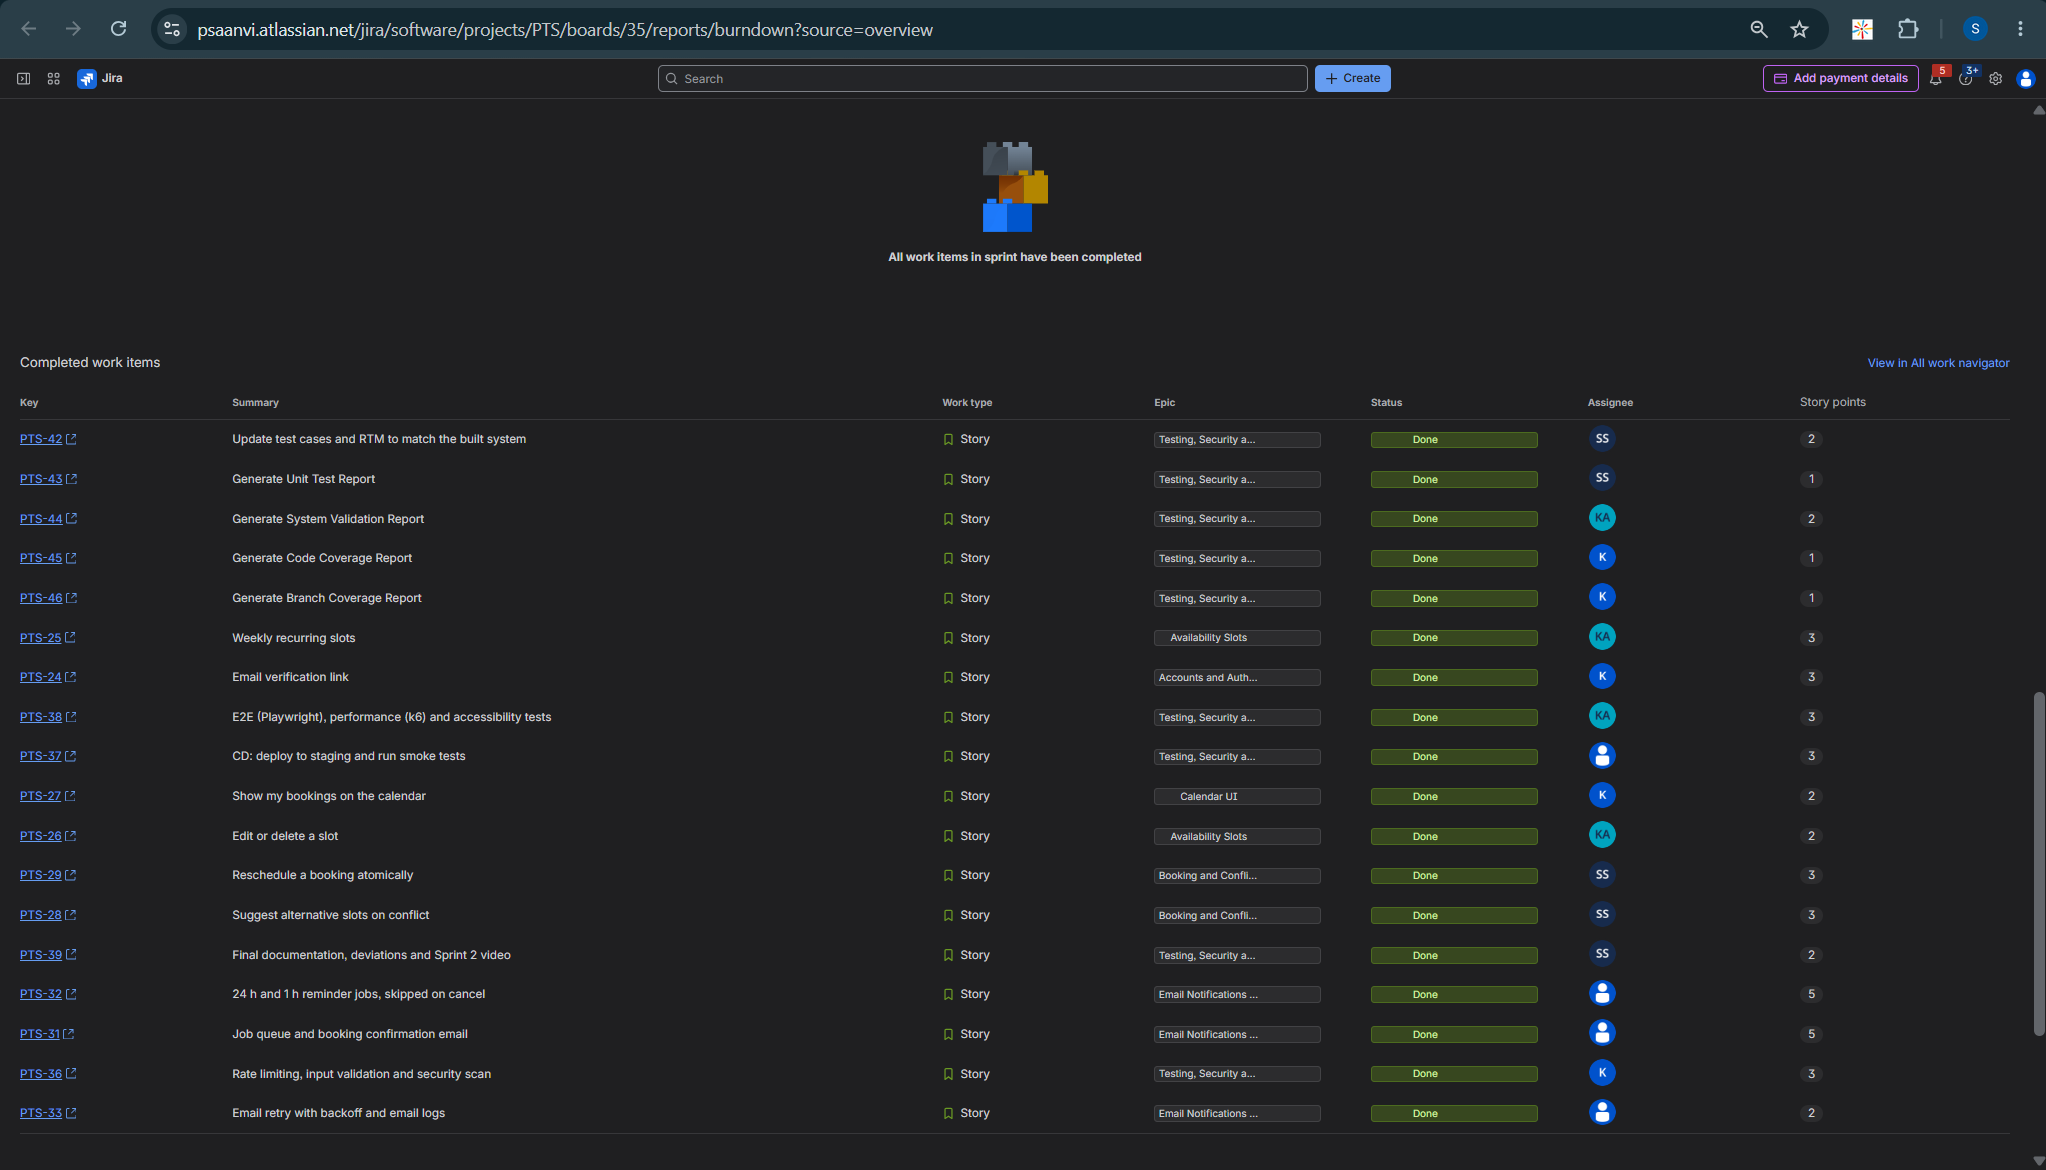 psaanvi.atlassian.net/jira/software/projects/PTS/boards/35/reports/burndown?source=overview
S
Jira
Search
+ Create
Add payment details
5
3+
All work items in sprint have been completed
Completed work items
View in All work navigator
Key Summary Work type Epic Status Assignee Story points
PTS-42 Update test cases and RTM to match the built system Story Testing, Security a... Done SS 2
PTS-43 Generate Unit Test Report Story Testing, Security a... Done SS 1
PTS-44 Generate System Validation Report Story Testing, Security a... Done KA 2
PTS-45 Generate Code Coverage Report Story Testing, Security a... Done K 1
PTS-46 Generate Branch Coverage Report Story Testing, Security a... Done K 1
PTS-25 Weekly recurring slots Story Availability Slots Done KA 3
PTS-24 Email verification link Story Accounts and Auth... Done K 3
PTS-38 E2E (Playwright), performance (k6) and accessibility tests Story Testing, Security a... Done KA 3
PTS-37 CD: deploy to staging and run smoke tests Story Testing, Security a... Done 3
PTS-27 Show my bookings on the calendar Story Calendar UI Done K 2
PTS-26 Edit or delete a slot Story Availability Slots Done KA 2
PTS-29 Reschedule a booking atomically Story Booking and Confli... Done SS 3
PTS-28 Suggest alternative slots on conflict Story Booking and Confli... Done SS 3
PTS-39 Final documentation, deviations and Sprint 2 video Story Testing, Security a... Done SS 2
PTS-32 24 h and 1 h reminder jobs, skipped on cancel Story Email Notifications ... Done 5
PTS-31 Job queue and booking confirmation email Story Email Notifications ... Done 5
PTS-36 Rate limiting, input validation and security scan Story Testing, Security a... Done K 3
PTS-33 Email retry with backoff and email logs Story Email Notifications ... Done 2